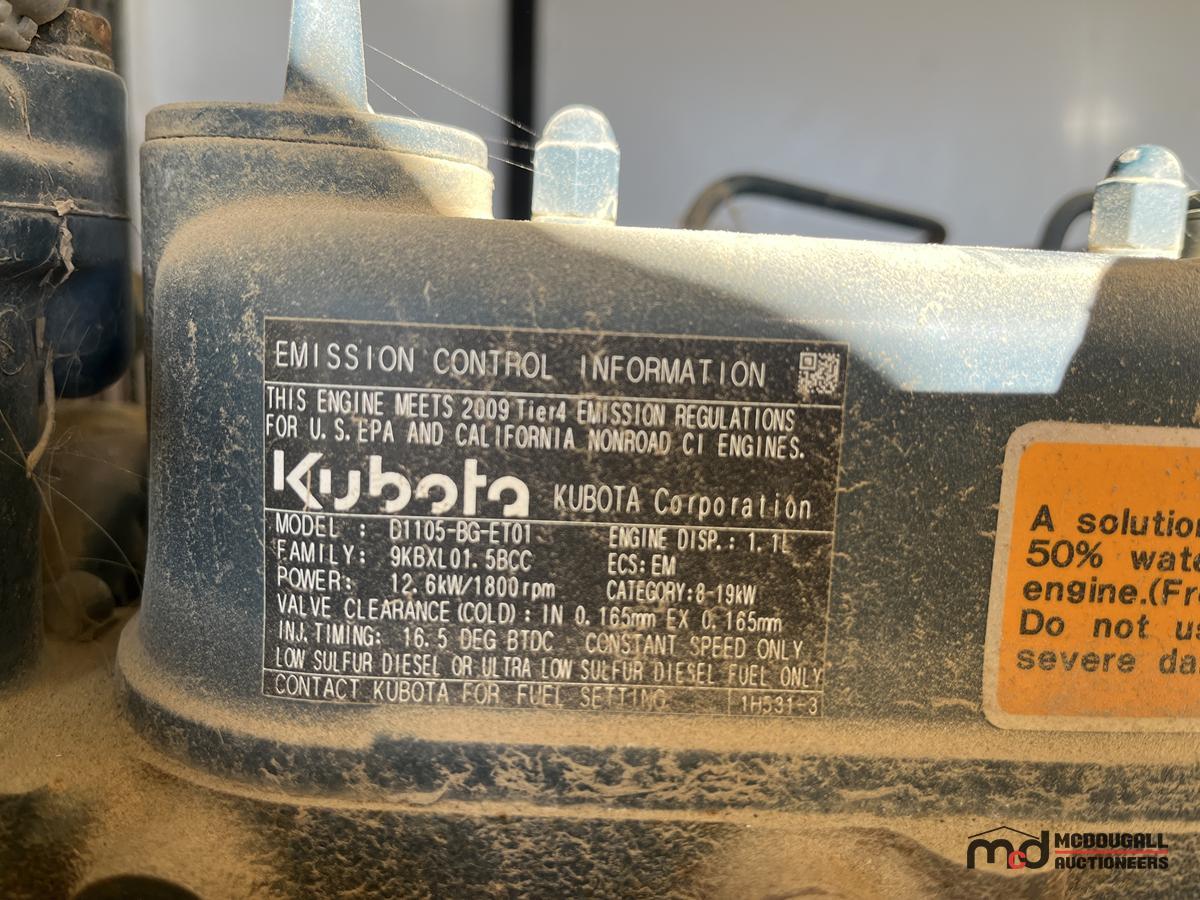 EMISSION CONTROL INFORMATION
THIS ENGINE MEETS 2009 Tier4 EMISSION REGULATIONS
FOR U.S.EPA AND CALIFORNIA NONROAD CI ENGINES.
Kubota KUBOTA Corporation
MODEL : D1105-BG-ET01 ENGINE DISP.: 1.1L
FAMILY: 9KBXL01.5BCC ECS: EM
POWER: 12.6kW/1800rpm CATEGORY:8-19kW
VALVE CLEARANCE(COLD): IN 0.165mm EX 0.165mm
INJ.TIMING: 16.5 DEG BTDC CONSTANT SPEED ONLY
LOW SULFUR DIESEL OR ULTRA LOW SULFUR DIESEL FUEL ONLY
CONTACT KUBOTA FOR FUEL SETTING 1H531-3
A solution
50% wate
engine.(Fr
Do not us
severe da
mcd MCDOUGALL
AUCTIONEERS